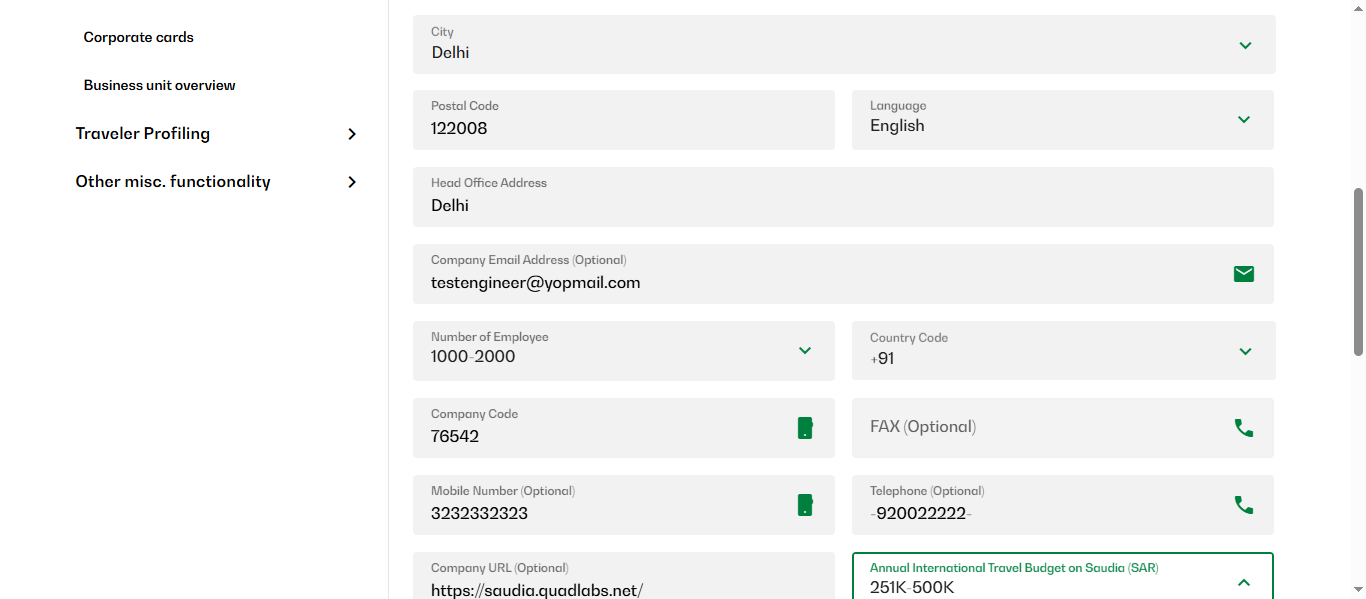 Corporate cards
Business unit overview
Traveler Profiling
Other misc. functionality
City
Delhi
Postal Code
122008
Language
English
Head Office Address
Delhi
Company Email Address (Optional)
testengineer@yopmail.com
Number of Employee
1000-2000
Country Code
+91
Company Code
76542
FAX (Optional)
Mobile Number (Optional)
3232332323
Telephone (Optional)
-920022222-
Company URL (Optional)
https://saudia.quadlabs.net/
Annual International Travel Budget on Saudia (SAR)
251K-500K